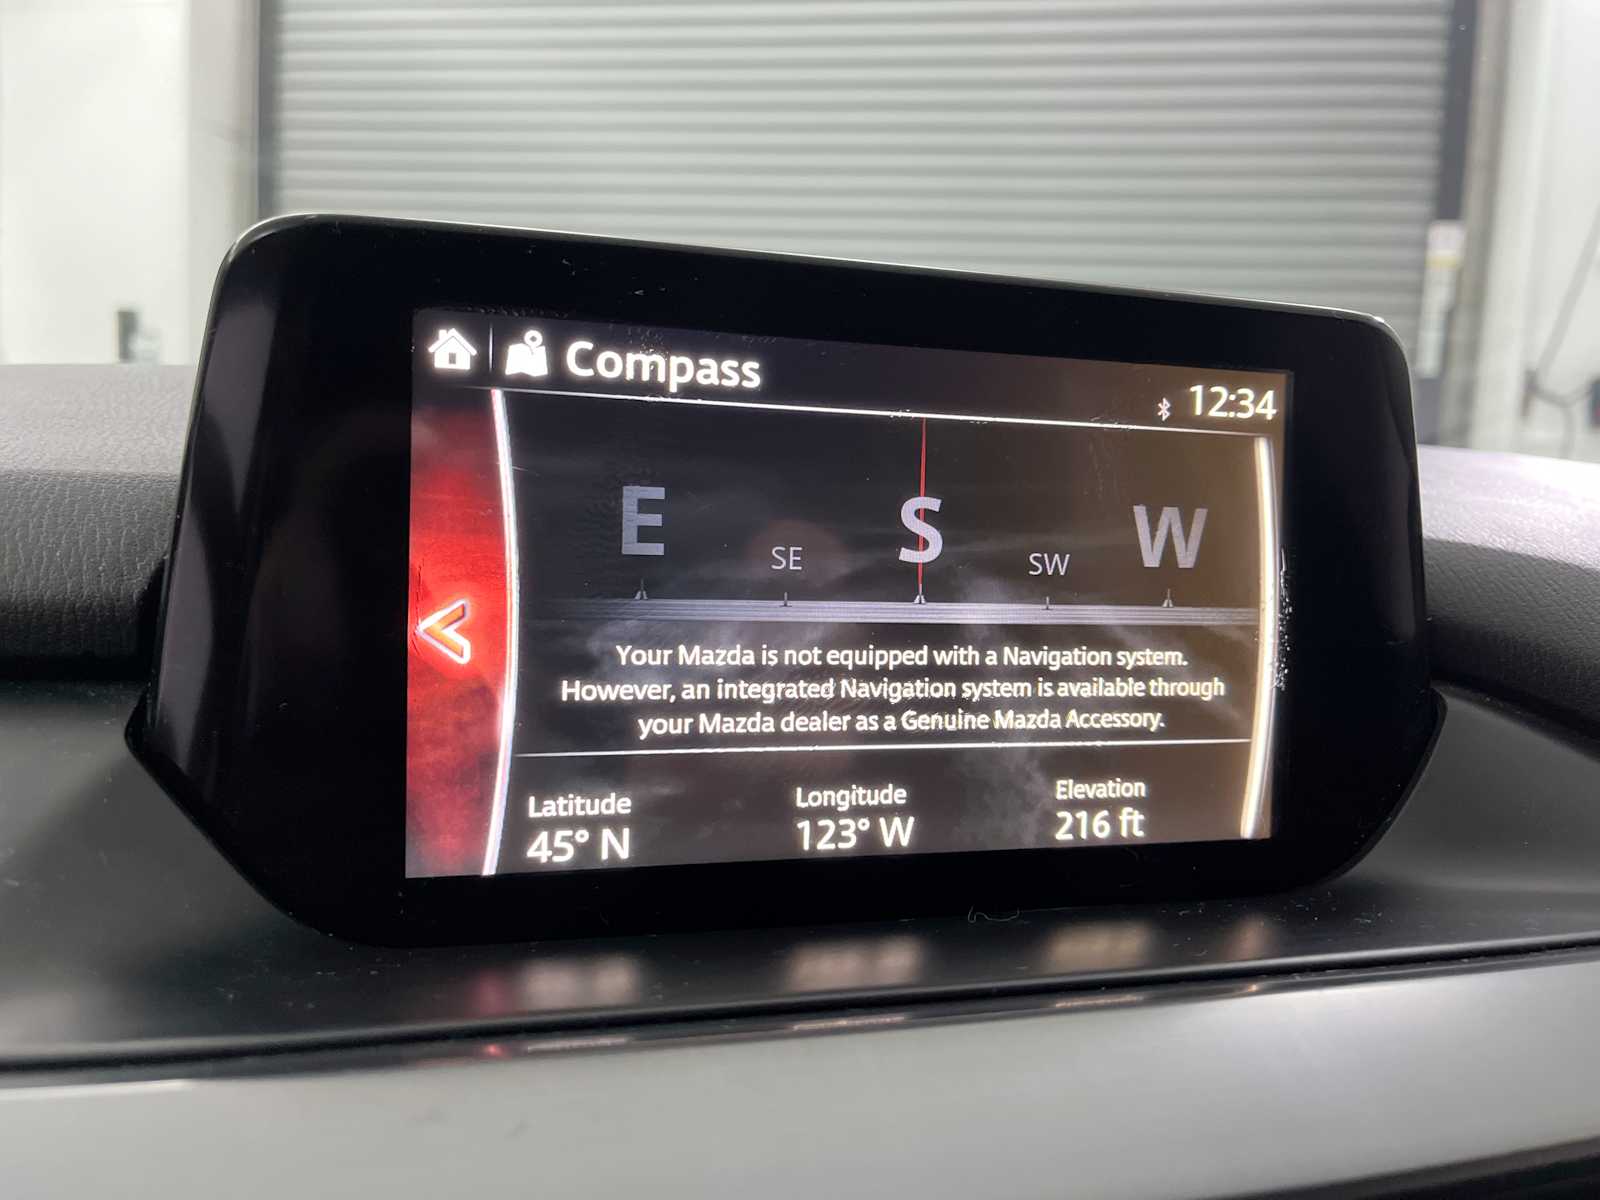 Compass
12:34
E SE S SW W
Your Mazda is not equipped with a Navigation system.
However, an integrated Navigation system is available through
your Mazda dealer as a Genuine Mazda Accessory.
Latitude Longitude Elevation
45° N 123° W 216 ft